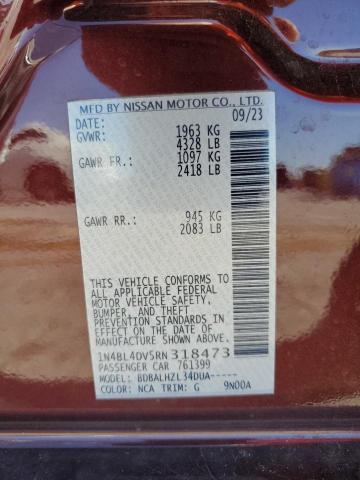 MFD BY NISSAN MOTOR CO., LTD.
DATE: 09/23
GVWR: 1963 KG
4328 LB
GAWR FR.: 1097 KG
2418 LB
GAWR RR.: 945 KG
2083 LB
THIS VEHICLE CONFORMS TO
ALL APPLICABLE FEDERAL
MOTOR VEHICLE SAFETY,
BUMPER, AND THEFT
PREVENTION STANDARDS
IN EFFECT ON THE DATE OF
MANUFACTURE SHOWN ABOVE.
1N4BL4DV5RN318473
PASSENGER CAR 761399
MODEL: BDBALHZL34DUA-----
COLOR: NCA TRIM: G 9N00A